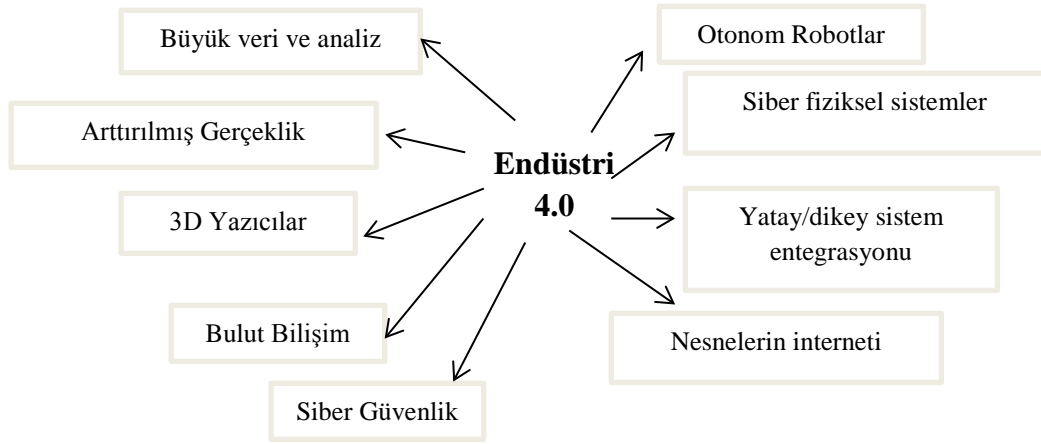 Büyük veri ve analiz
Otonom Robotlar
Siber fiziksel sistemler
Arttırılmış Gerçeklik
Endüstri
4.0
3D Yazıcılar
Yatay/dikey sistem
entegrasyonu
Bulut Bilişim
Nesnelerin interneti
Siber Güvenlik